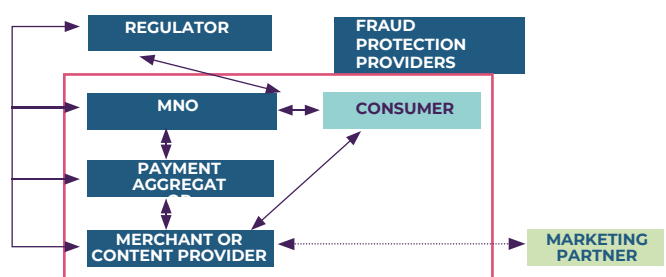 REGULATOR
FRAUD
PROTECTION
PROVIDERS
MNO
CONSUMER
PAYMENT
AGGREGAT
MERCHANT OR
CONTENT PROVIDER
MARKETING
PARTNER